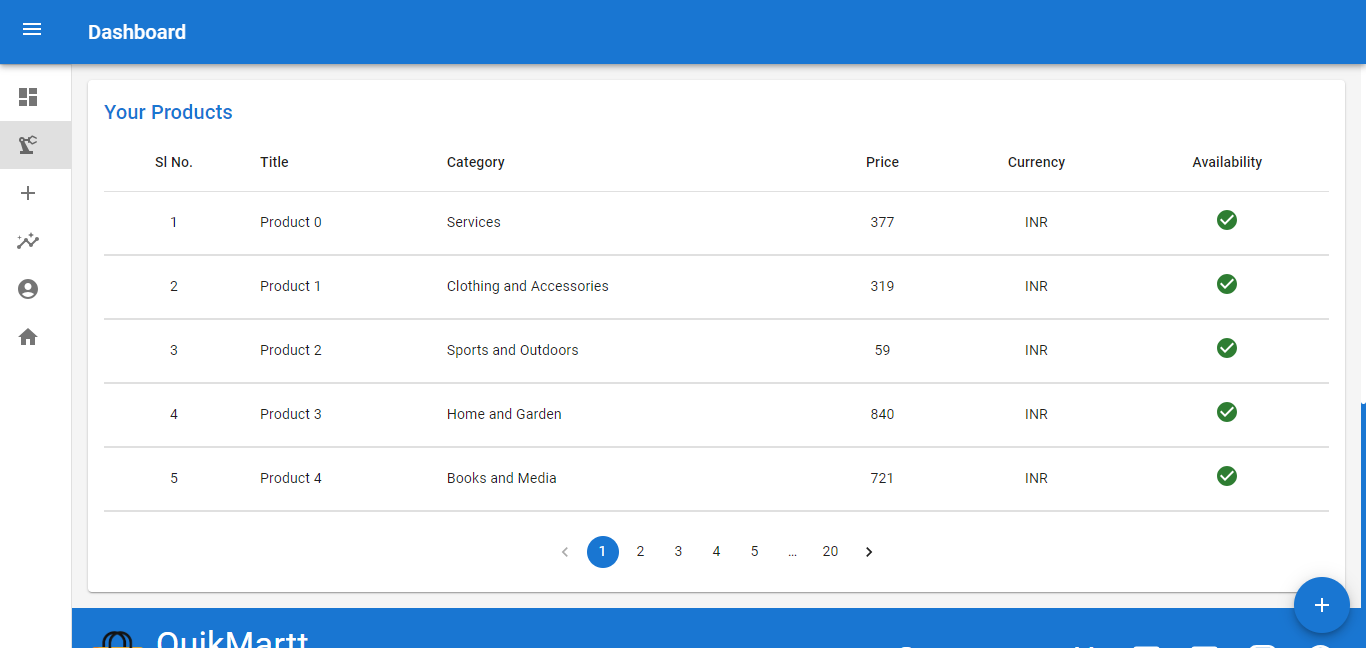 Dashboard
Your Products
Sl No. Title Category Price Currency Availability
1 Product 0 Services 377 INR
2 Product 1 Clothing and Accessories 319 INR
3 Product 2 Sports and Outdoors 59 INR
4 Product 3 Home and Garden 840 INR
5 Product 4 Books and Media 721 INR
1 2 3 4 5 ... 20
QuikMartt